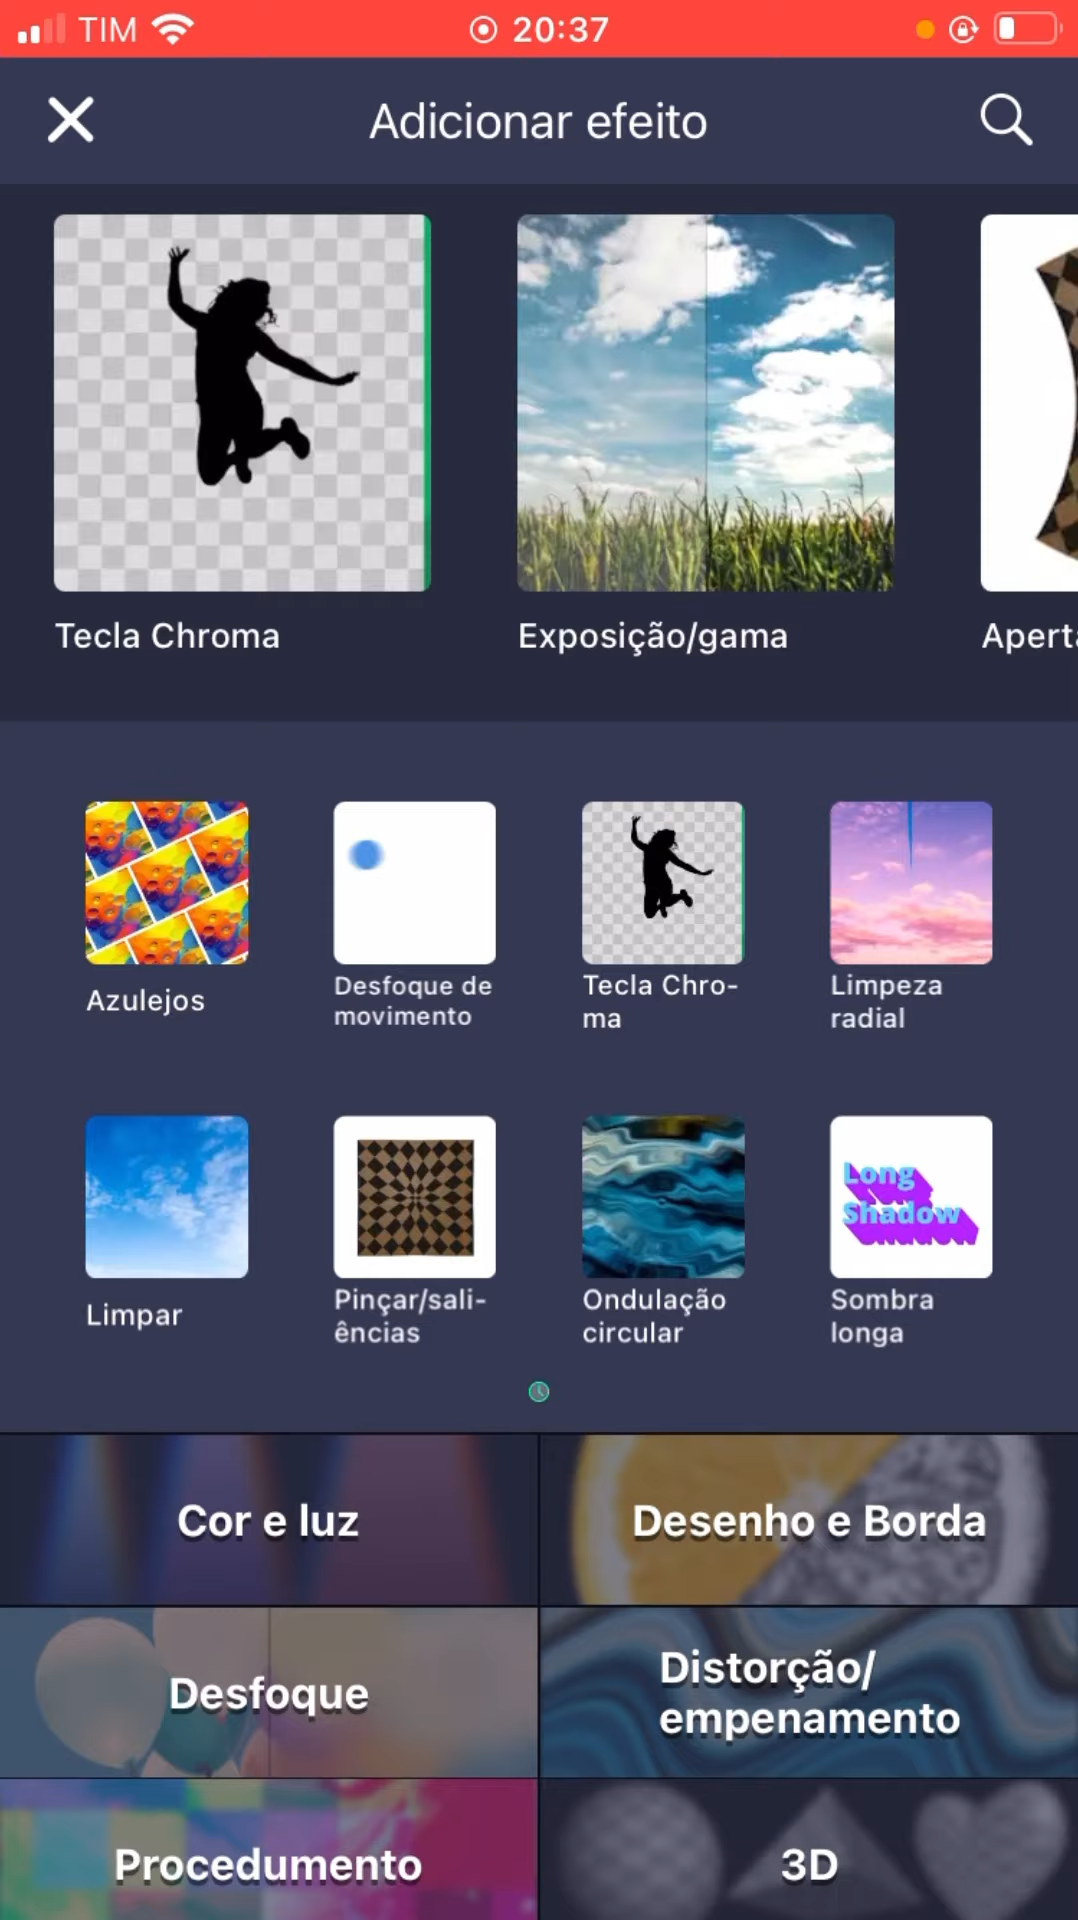 TIM 20:37
Adicionar efeito
Tecla Chroma
Exposição/gama
Aperta
Azulejos
Desfoque de
movimento
Tecla Chro-
ma
Limpeza
radial
Long
Shadow
Limpar
Pinçar/sali-
ências
Ondulação
circular
Sombra
longa
Cor e luz
Desenho e Borda
Desfoque
Distorção/
empenamento
Procedumento
3D